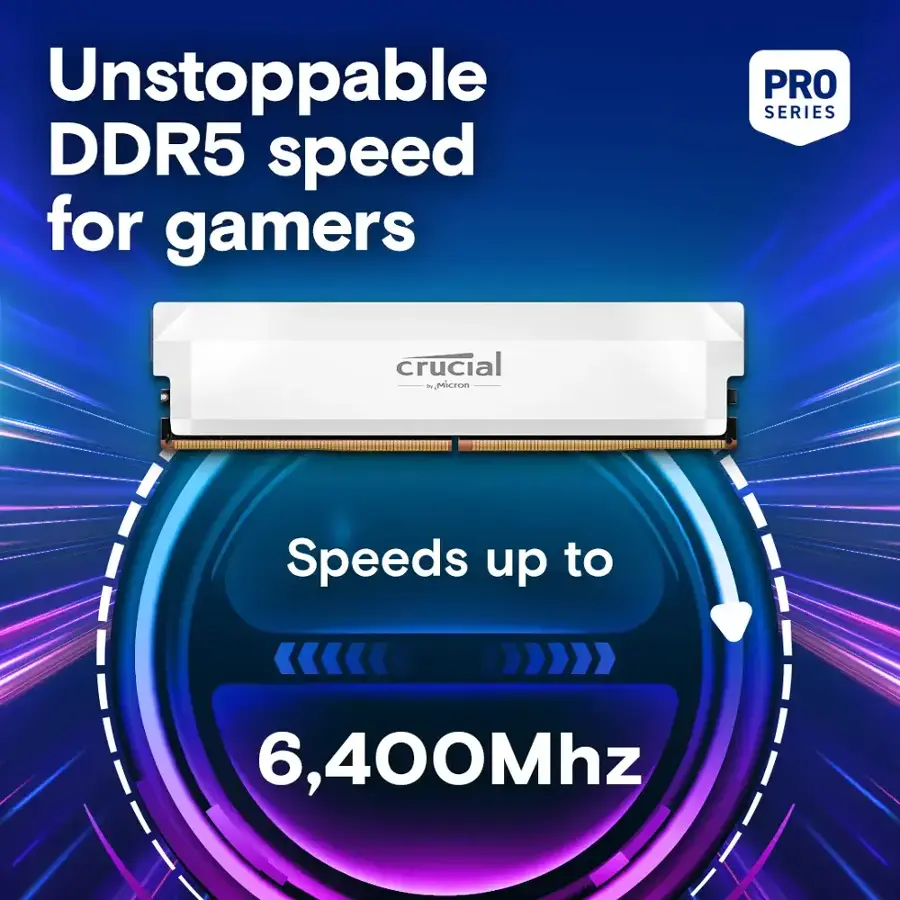 Unstoppable
DDR5 speed
for gamers
PRO
SERIES
crucial
by Micron
Speeds up to
6,400Mhz